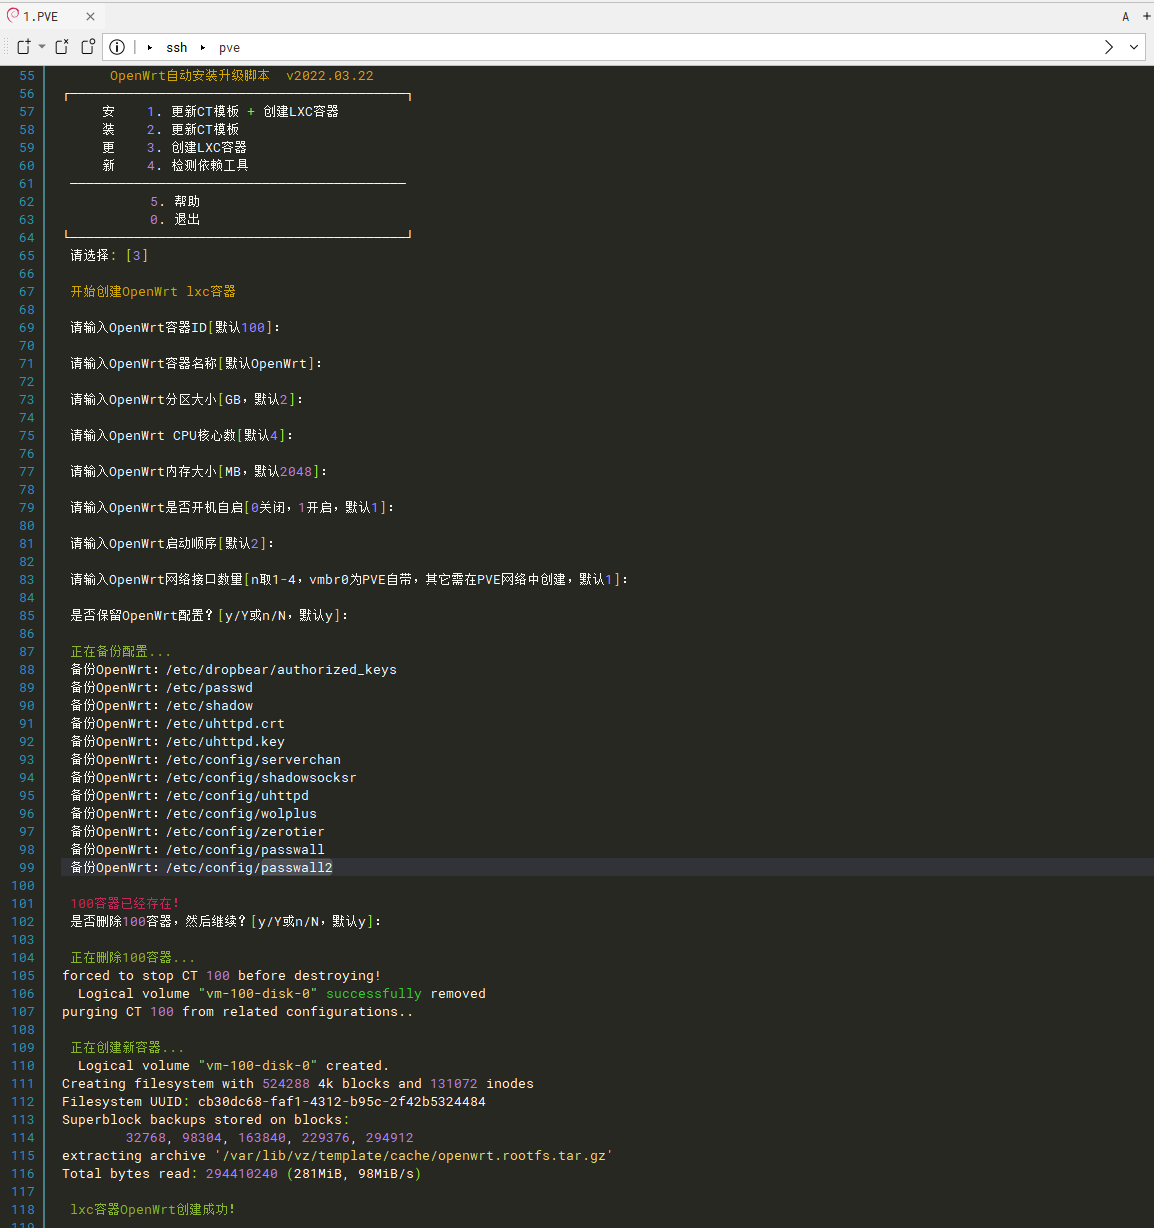 1.PVE
A
ssh pve
55 OpenWrt自动安装升级脚本 v2022.03.22
56
57 安 1. 更新CT模板 + 创建LXC容器
58 装 2. 更新CT模板
59 更 3. 创建LXC容器
60 新 4. 检测依赖工具
61
62 5. 帮助
63 0. 退出
64
65 请选择: [3]
66
67 开始创建OpenWrt lxc容器
68
69 请输入OpenWrt容器ID[默认100]:
70
71 请输入OpenWrt容器名称[默认OpenWrt]:
72
73 请输入OpenWrt分区大小[GB，默认2]:
74
75 请输入OpenWrt CPU核心数[默认4]:
76
77 请输入OpenWrt内存大小[MB，默认2048]:
78
79 请输入OpenWrt是否开机自启[0关闭，1开启，默认1]:
80
81 请输入OpenWrt启动顺序[默认2]:
82
83 请输入OpenWrt网络接口数量[n取1-4，vmbr0为PVE自带，其它需在PVE网络中创建，默认1]:
84
85 是否保留OpenWrt配置？[y/Y或n/N，默认y]:
86
87 正在备份配置...
88 备份OpenWrt：/etc/dropbear/authorized_keys
89 备份OpenWrt：/etc/passwd
90 备份OpenWrt：/etc/shadow
91 备份OpenWrt：/etc/uhttpd.crt
92 备份OpenWrt：/etc/uhttpd.key
93 备份OpenWrt：/etc/config/serverchan
94 备份OpenWrt：/etc/config/shadowsocksr
95 备份OpenWrt：/etc/config/uhttpd
96 备份OpenWrt：/etc/config/wolplus
97 备份OpenWrt：/etc/config/zerotier
98 备份OpenWrt：/etc/config/passwall
99 备份OpenWrt：/etc/config/passwall2
100
101 100容器已经存在！
102 是否删除100容器，然后继续？[y/Y或n/N，默认y]:
103
104 正在删除100容器...
105 forced to stop CT 100 before destroying!
106 Logical volume "vm-100-disk-0" successfully removed
107 purging CT 100 from related configurations..
108
109 正在创建新容器...
110 Logical volume "vm-100-disk-0" created.
111 Creating filesystem with 524288 4k blocks and 131072 inodes
112 Filesystem UUID: cb30dc68-faf1-4312-b95c-2f42b5324484
113 Superblock backups stored on blocks:
114 32768, 98304, 163840, 229376, 294912
115 extracting archive '/var/lib/vz/template/cache/openwrt.rootfs.tar.gz'
116 Total bytes read: 294410240 (281MiB, 98MiB/s)
117
118 lxc容器OpenWrt创建成功！
119